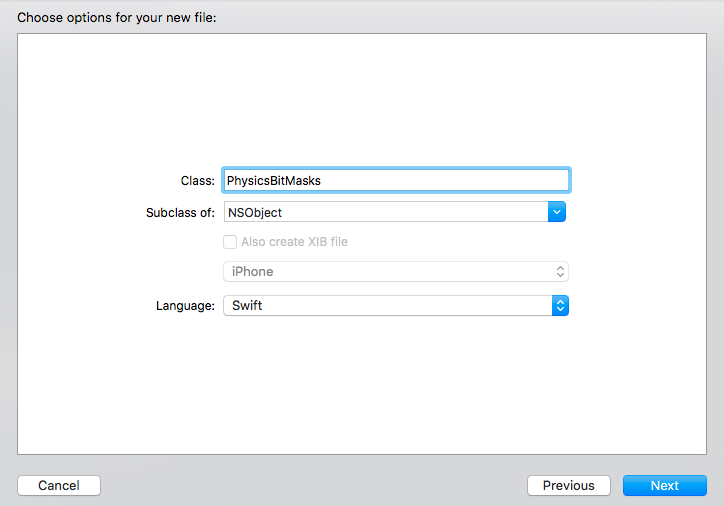 Choose options for your new file:
Class: PhysicsBitMasks
Subclass of: NSObject
Also create XIB file
iPhone
Language: Swift
Cancel Previous Next